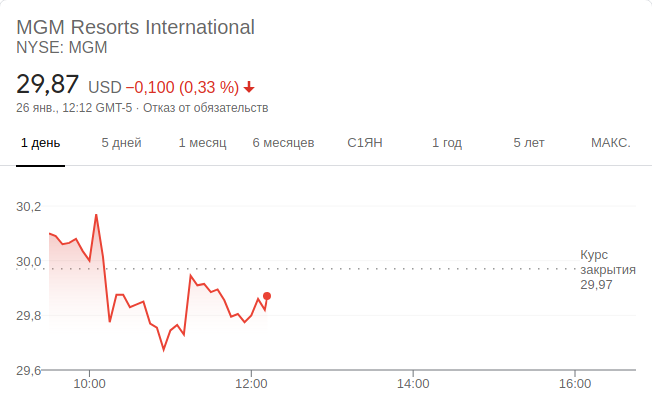 MGM Resorts International
NYSE: MGM
29,87 USD −0,100 (0,33 %)
26 янв., 12:12 GMT-5 · Отказ от обязательств
1 день 5 дней 1 месяц 6 месяцев С1ЯН 1 год 5 лет МАКС.
30,2
30,0
29,8
29,6
Курс
закрытия
29,97
10:00 12:00 14:00 16:00